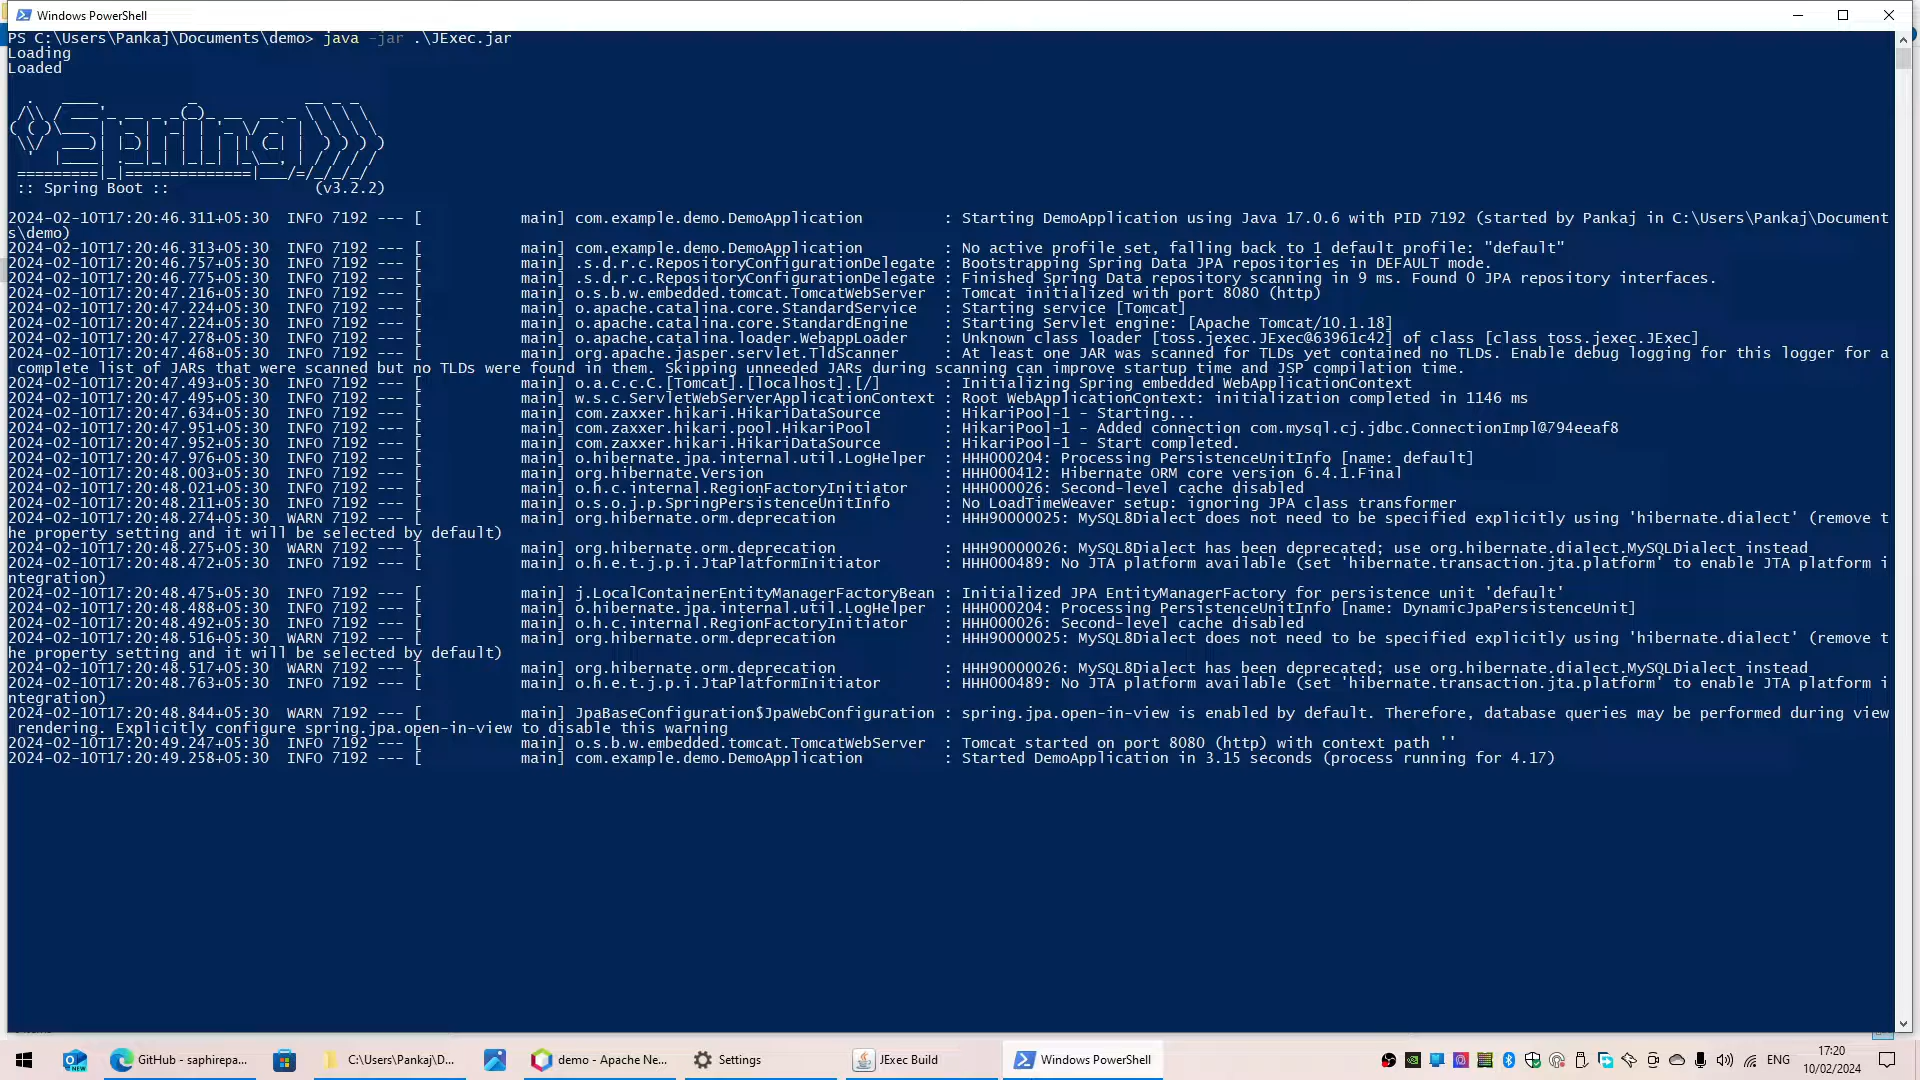 Windows PowerShell
PS C:\Users\Pankaj\Documents\demo> java -jar .\JExec.jar
Loading
Loaded
  .   ____          _            __ _ _
 /\\ / ___'_ __ _ _(_)_ __  __ _ \ \ \ \
( ( )\___ | '_ | '_| | '_ \/ _` | \ \ \ \
 \\/  ___)| |_)| | | | | || (_| |  ) ) ) )
  '  |____| .__|_| |_|_| |_\__, | / / / /
 =========|_|==============|___/=/_/_/_/
 :: Spring Boot ::                (v3.2.2)
2024-02-10T17:20:46.311+05:30  INFO 7192 --- [           main] com.example.demo.DemoApplication         : Starting DemoApplication using Java 17.0.6 with PID 7192 (started by Pankaj in C:\Users\Pankaj\Document
s\demo)
2024-02-10T17:20:46.313+05:30  INFO 7192 --- [           main] com.example.demo.DemoApplication         : No active profile set, falling back to 1 default profile: "default"
2024-02-10T17:20:46.757+05:30  INFO 7192 --- [           main] .s.d.r.c.RepositoryConfigurationDelegate : Bootstrapping Spring Data JPA repositories in DEFAULT mode.
2024-02-10T17:20:46.775+05:30  INFO 7192 --- [           main] .s.d.r.c.RepositoryConfigurationDelegate : Finished Spring Data repository scanning in 9 ms. Found 0 JPA repository interfaces.
2024-02-10T17:20:47.216+05:30  INFO 7192 --- [           main] o.s.b.w.embedded.tomcat.TomcatWebServer  : Tomcat initialized with port 8080 (http)
2024-02-10T17:20:47.224+05:30  INFO 7192 --- [           main] o.apache.catalina.core.StandardService   : Starting service [Tomcat]
2024-02-10T17:20:47.224+05:30  INFO 7192 --- [           main] o.apache.catalina.core.StandardEngine    : Starting Servlet engine: [Apache Tomcat/10.1.18]
2024-02-10T17:20:47.278+05:30  INFO 7192 --- [           main] o.apache.catalina.loader.WebappLoader    : Unknown class loader [toss.jexec.JExec@63961c42] of class [class toss.jexec.JExec]
2024-02-10T17:20:47.468+05:30  INFO 7192 --- [           main] org.apache.jasper.servlet.TldScanner     : At least one JAR was scanned for TLDs yet contained no TLDs. Enable debug logging for this logger for a
 complete list of JARs that were scanned but no TLDs were found in them. Skipping unneeded JARs during scanning can improve startup time and JSP compilation time.
2024-02-10T17:20:47.493+05:30  INFO 7192 --- [           main] o.a.c.c.C.[Tomcat].[localhost].[/]       : Initializing Spring embedded WebApplicationContext
2024-02-10T17:20:47.495+05:30  INFO 7192 --- [           main] w.s.c.ServletWebServerApplicationContext : Root WebApplicationContext: initialization completed in 1146 ms
2024-02-10T17:20:47.634+05:30  INFO 7192 --- [           main] com.zaxxer.hikari.HikariDataSource       : HikariPool-1 - Starting...
2024-02-10T17:20:47.951+05:30  INFO 7192 --- [           main] com.zaxxer.hikari.pool.HikariPool        : HikariPool-1 - Added connection com.mysql.cj.jdbc.ConnectionImpl@794eeaf8
2024-02-10T17:20:47.952+05:30  INFO 7192 --- [           main] com.zaxxer.hikari.HikariDataSource       : HikariPool-1 - Start completed.
2024-02-10T17:20:47.976+05:30  INFO 7192 --- [           main] o.hibernate.jpa.internal.util.LogHelper  : HHH000204: Processing PersistenceUnitInfo [name: default]
2024-02-10T17:20:48.003+05:30  INFO 7192 --- [           main] org.hibernate.Version                    : HHH000412: Hibernate ORM core version 6.4.1.Final
2024-02-10T17:20:48.021+05:30  INFO 7192 --- [           main] o.h.c.internal.RegionFactoryInitiator    : HHH000026: Second-level cache disabled
2024-02-10T17:20:48.211+05:30  INFO 7192 --- [           main] o.s.o.j.p.SpringPersistenceUnitInfo      : No LoadTimeWeaver setup: ignoring JPA class transformer
2024-02-10T17:20:48.274+05:30  WARN 7192 --- [           main] org.hibernate.orm.deprecation            : HHH90000025: MySQL8Dialect does not need to be specified explicitly using 'hibernate.dialect' (remove t
he property setting and it will be selected by default)
2024-02-10T17:20:48.275+05:30  WARN 7192 --- [           main] org.hibernate.orm.deprecation            : HHH90000026: MySQL8Dialect has been deprecated; use org.hibernate.dialect.MySQLDialect instead
2024-02-10T17:20:48.472+05:30  INFO 7192 --- [           main] o.h.e.t.j.p.i.JtaPlatformInitiator       : HHH000489: No JTA platform available (set 'hibernate.transaction.jta.platform' to enable JTA platform i
ntegration)
2024-02-10T17:20:48.475+05:30  INFO 7192 --- [           main] j.LocalContainerEntityManagerFactoryBean : Initialized JPA EntityManagerFactory for persistence unit 'default'
2024-02-10T17:20:48.488+05:30  INFO 7192 --- [           main] o.hibernate.jpa.internal.util.LogHelper  : HHH000204: Processing PersistenceUnitInfo [name: DynamicJpaPersistenceUnit]
2024-02-10T17:20:48.492+05:30  INFO 7192 --- [           main] o.h.c.internal.RegionFactoryInitiator    : HHH000026: Second-level cache disabled
2024-02-10T17:20:48.516+05:30  WARN 7192 --- [           main] org.hibernate.orm.deprecation            : HHH90000025: MySQL8Dialect does not need to be specified explicitly using 'hibernate.dialect' (remove t
he property setting and it will be selected by default)
2024-02-10T17:20:48.517+05:30  WARN 7192 --- [           main] org.hibernate.orm.deprecation            : HHH90000026: MySQL8Dialect has been deprecated; use org.hibernate.dialect.MySQLDialect instead
2024-02-10T17:20:48.763+05:30  INFO 7192 --- [           main] o.h.e.t.j.p.i.JtaPlatformInitiator       : HHH000489: No JTA platform available (set 'hibernate.transaction.jta.platform' to enable JTA platform i
ntegration)
2024-02-10T17:20:48.844+05:30  WARN 7192 --- [           main] JpaBaseConfiguration$JpaWebConfiguration : spring.jpa.open-in-view is enabled by default. Therefore, database queries may be performed during view
 rendering. Explicitly configure spring.jpa.open-in-view to disable this warning
2024-02-10T17:20:49.247+05:30  INFO 7192 --- [           main] o.s.b.w.embedded.tomcat.TomcatWebServer  : Tomcat started on port 8080 (http) with context path ''
2024-02-10T17:20:49.258+05:30  INFO 7192 --- [           main] com.example.demo.DemoApplication         : Started DemoApplication in 3.15 seconds (process running for 4.17)
GitHub - saphirepa... C:\Users\Pankaj\D... demo - Apache Ne... Settings JExec Build Windows PowerShell ENG 17:20
10/02/2024